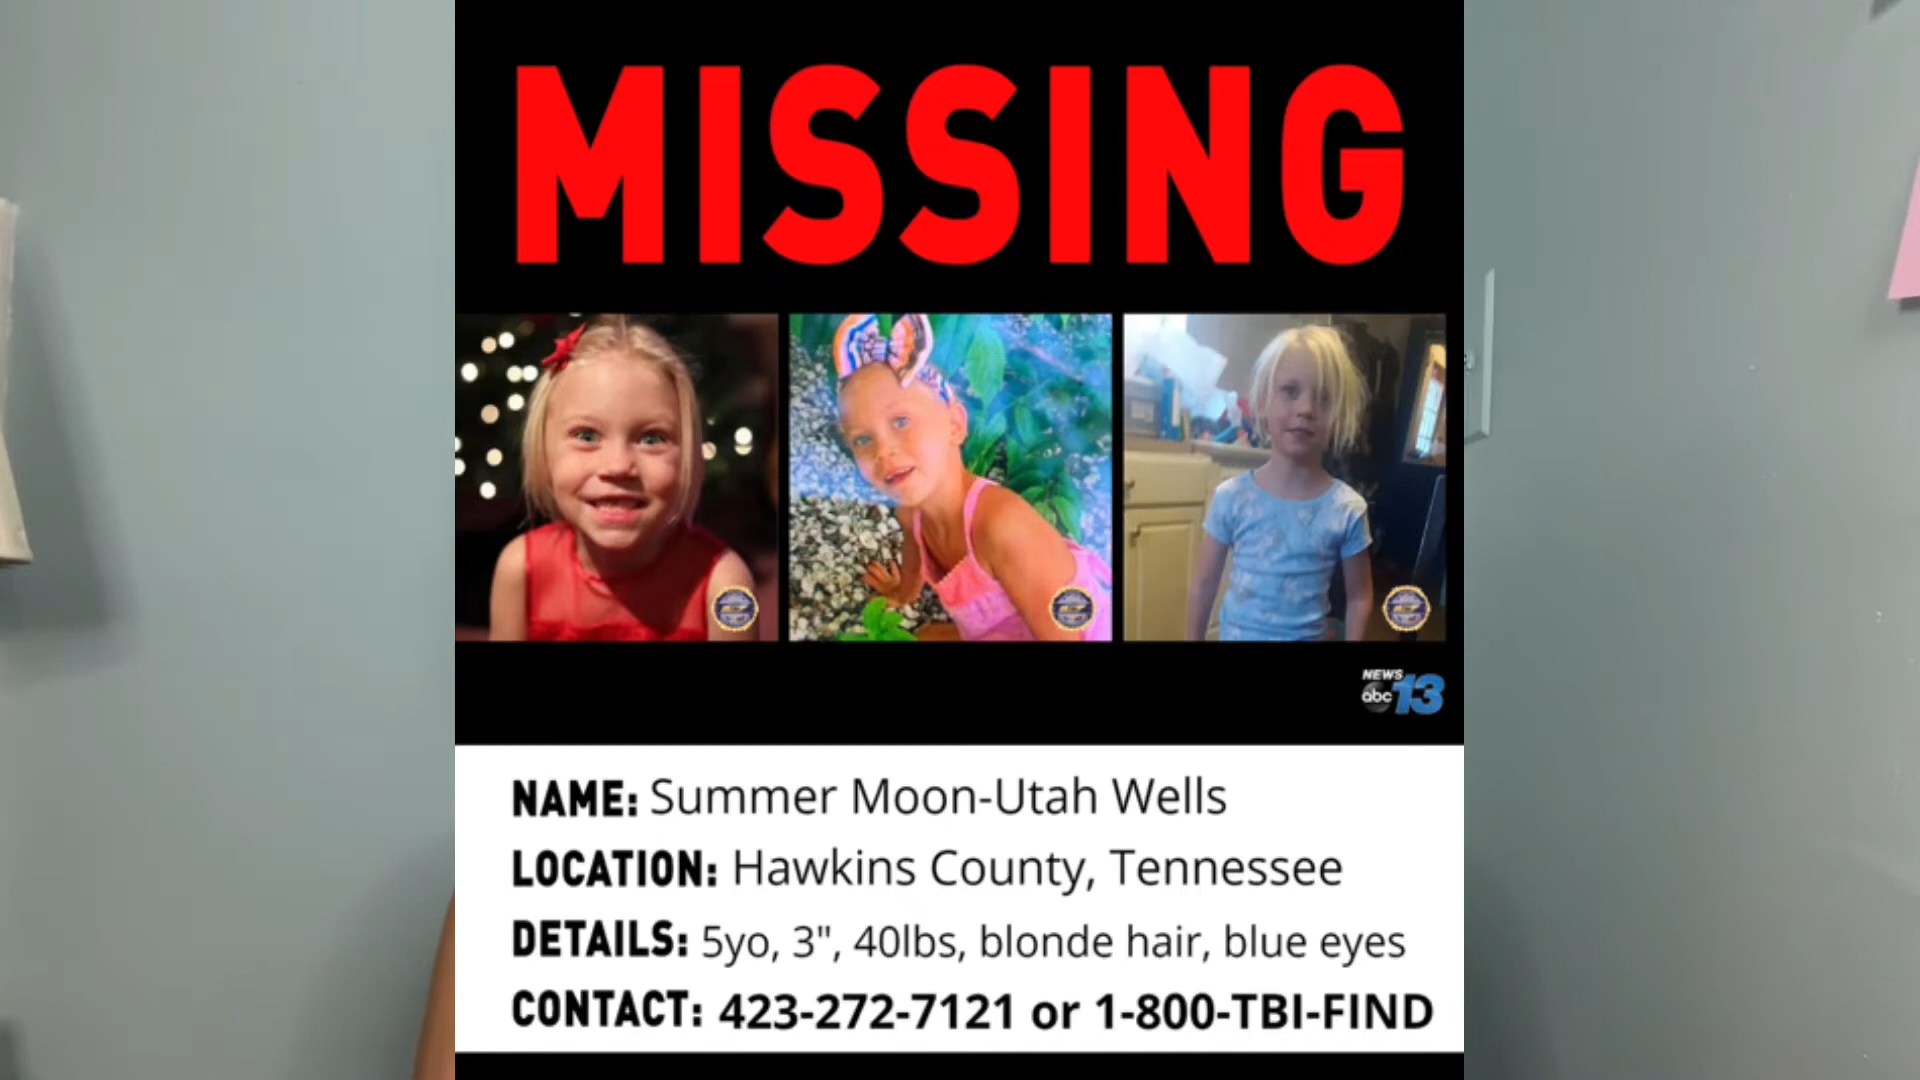 MISSING
NEWS
abc 13
NAME: Summer Moon-Utah Wells
LOCATION: Hawkins County, Tennessee
DETAILS: 5yo, 3", 40lbs, blonde hair, blue eyes
CONTACT: 423-272-7121 or 1-800-TBI-FIND